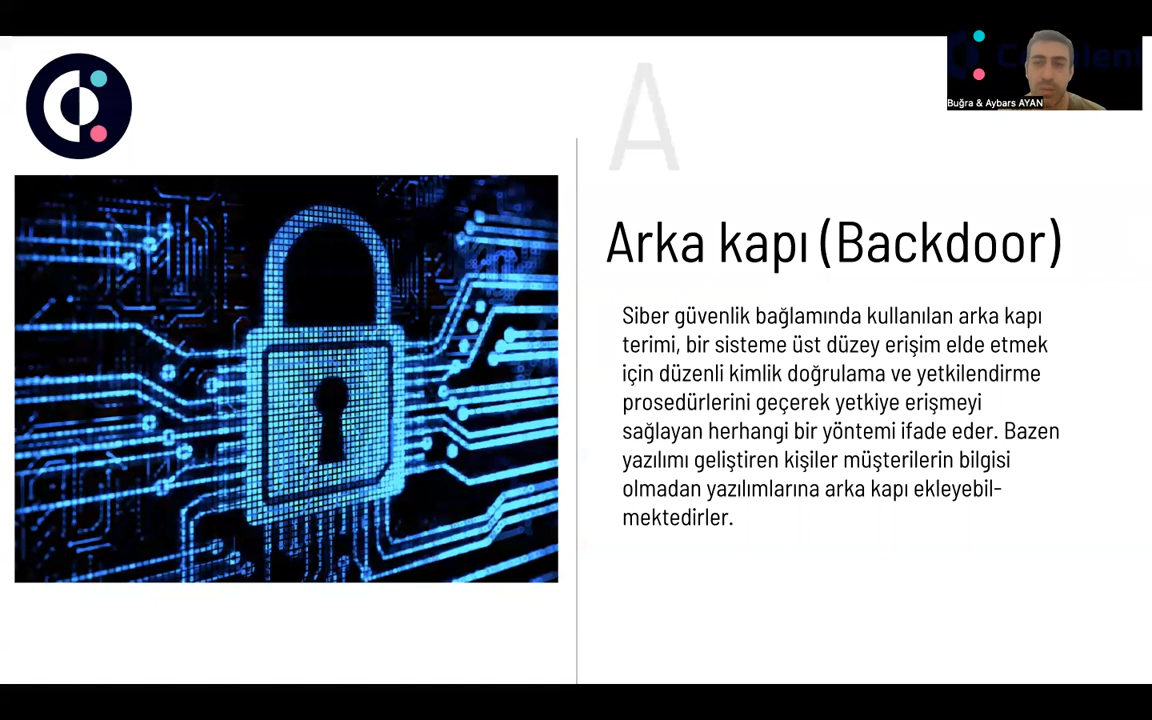 A
Buğra & Aybars AYAN
Arka kapı (Backdoor)
Siber güvenlik bağlamında kullanılan arka kapı
terimi, bir sisteme üst düzey erişim elde etmek
için düzenli kimlik doğrulama ve yetkilendirme
prosedürlerini geçerek yetkiye erişmeyi
sağlayan herhangi bir yöntemi ifade eder. Bazen
yazılımı geliştiren kişiler müşterilerin bilgisi
olmadan yazılımlarına arka kapı ekleyebil-
mektedirler.